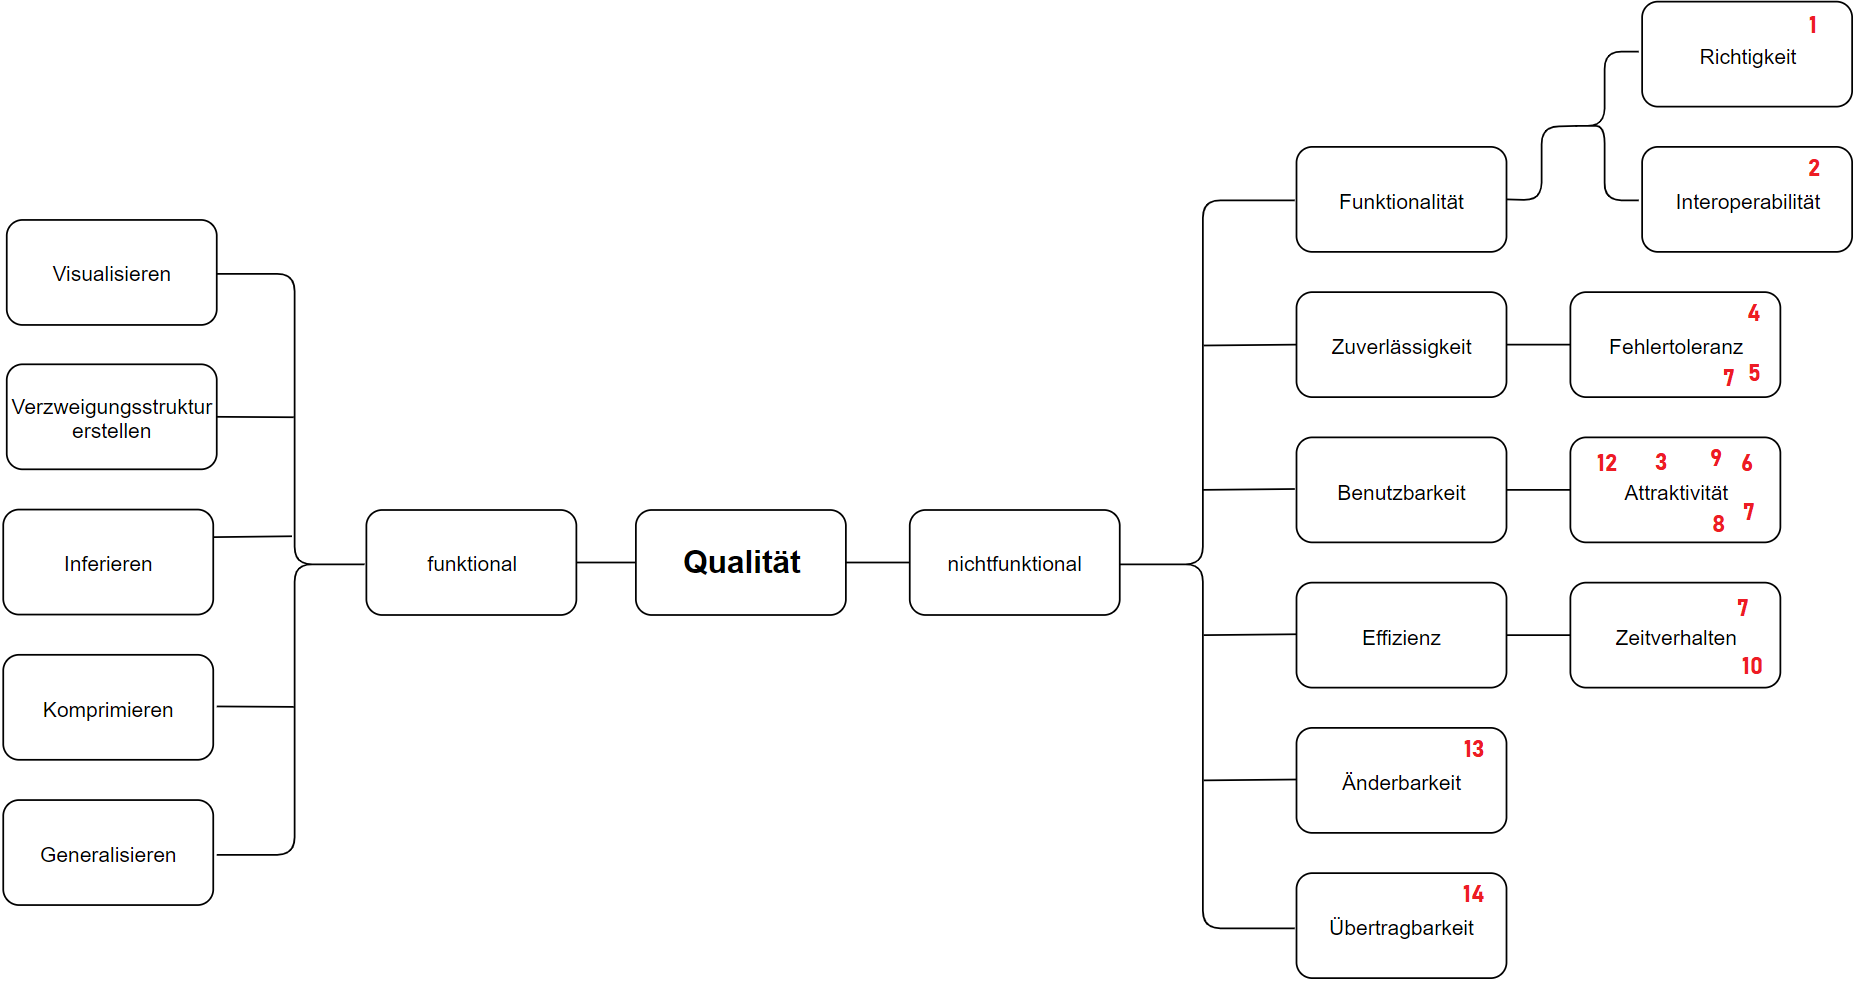 1
Richtigkeit
2
Interoperabilität
Funktionalität
Visualisieren
4
Zuverlässigkeit
Fehlertoleranz
7 5
Verzweigungsstruktur
erstellen
12 3 9 6
Benutzbarkeit
Attraktivität
7
8
Inferieren
funktional
Qualität
nichtfunktional
7
Effizienz
Zeitverhalten
10
Komprimieren
13
Änderbarkeit
Generalisieren
14
Übertragbarkeit